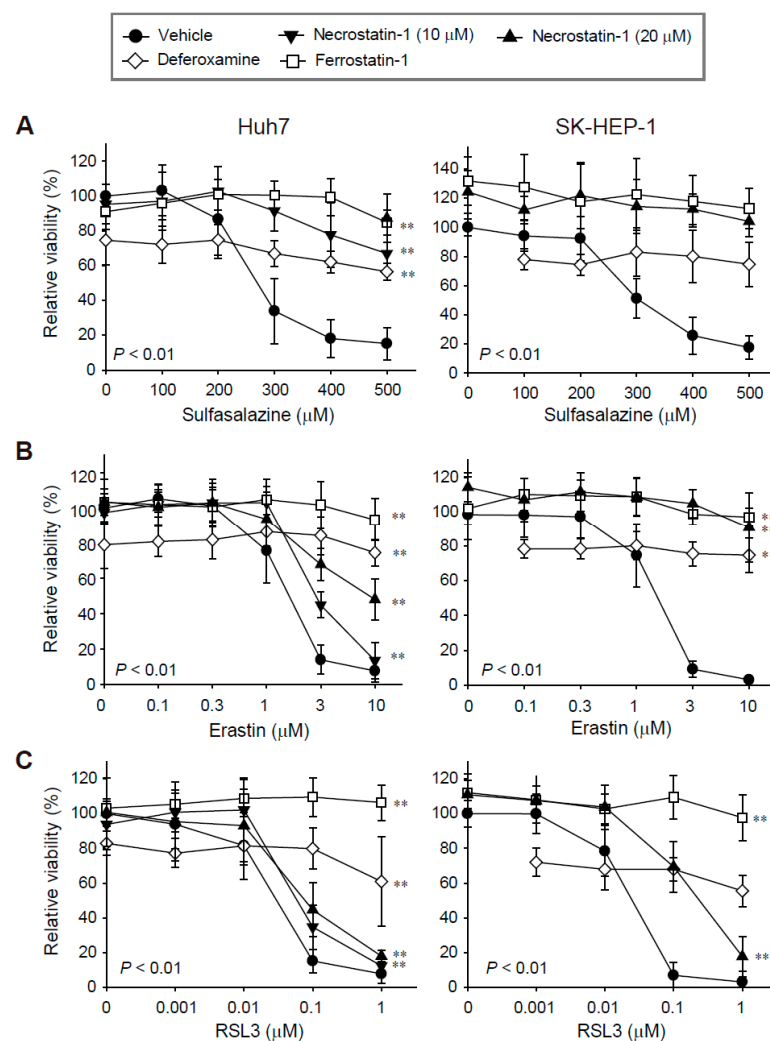 Vehicle Necrostatin-1 (10 μM) Necrostatin-1 (20 μM)
Deferoxamine Ferrostatin-1
A
Huh7 SK-HEP-1
Relative viability (%)
120
100
80
60
40
20
0
P < 0.01
**
**
**
0 100 200 300 400 500
Sulfasalazine (μM)
140
120
100
80
60
40
20
0
P < 0.01
0 100 200 300 400 500
Sulfasalazine (μM)
B
Relative viability (%)
120
100
80
60
40
20
0
P < 0.01
**
**
**
**
0 0.1 0.3 1 3 10
Erastin (μM)
120
100
80
60
40
20
0
P < 0.01
*
*
*
0 0.1 0.3 1 3 10
Erastin (μM)
C
Relative viability (%)
120
100
80
60
40
20
0
P < 0.01
**
**
**
**
0 0.001 0.01 0.1 1
RSL3 (μM)
120
100
80
60
40
20
0
P < 0.01
**
**
0 0.001 0.01 0.1 1
RSL3 (μM)